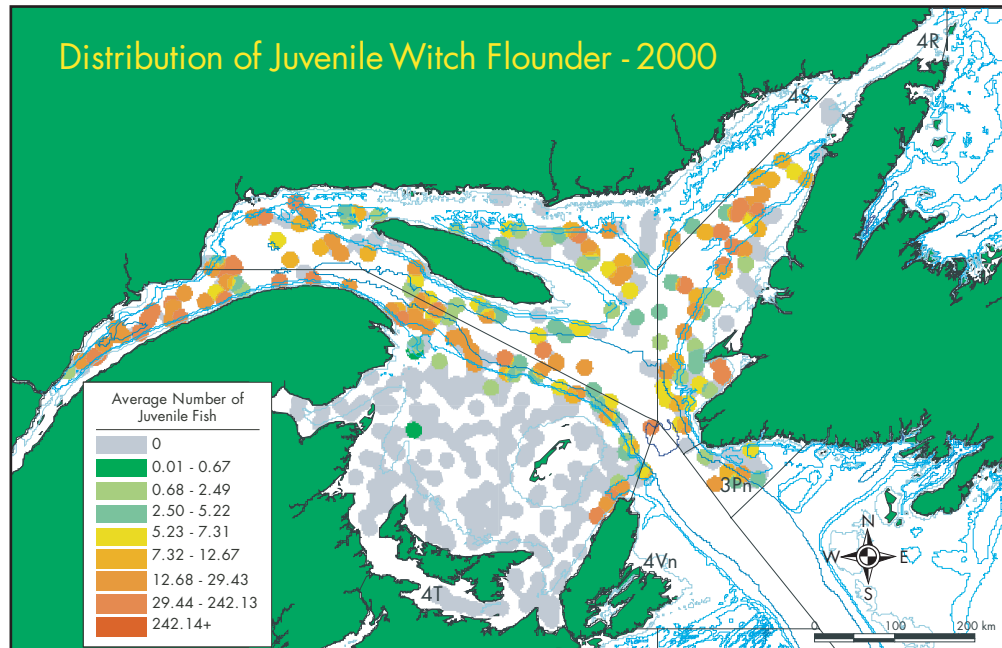 Distribution of Juvenile Witch Flounder - 2000
4R
4S
Average Number of
Juvenile Fish
0
0.01 - 0.67
0.68 - 2.49
2.50 - 5.22
5.23 - 7.31
7.32 - 12.67
12.68 - 29.43
29.44 - 242.13
242.14+
3Pn
4Vn
4T
N
W E
S
0 100 200 km